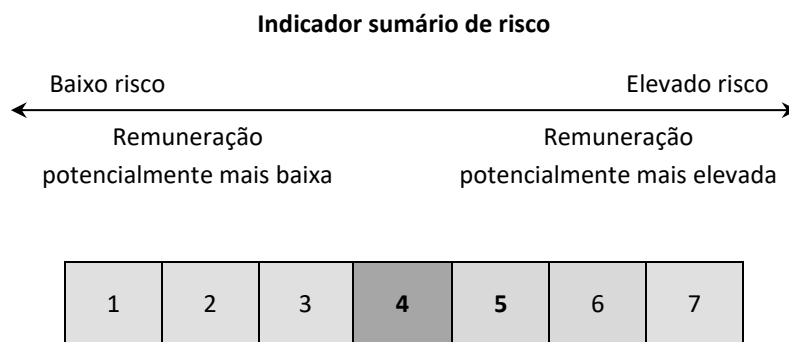 Indicador sumário de risco
Baixo risco Elevado risco
Remuneração Remuneração
potencialmente mais baixa potencialmente mais elevada
1 2 3 4 5 6 7